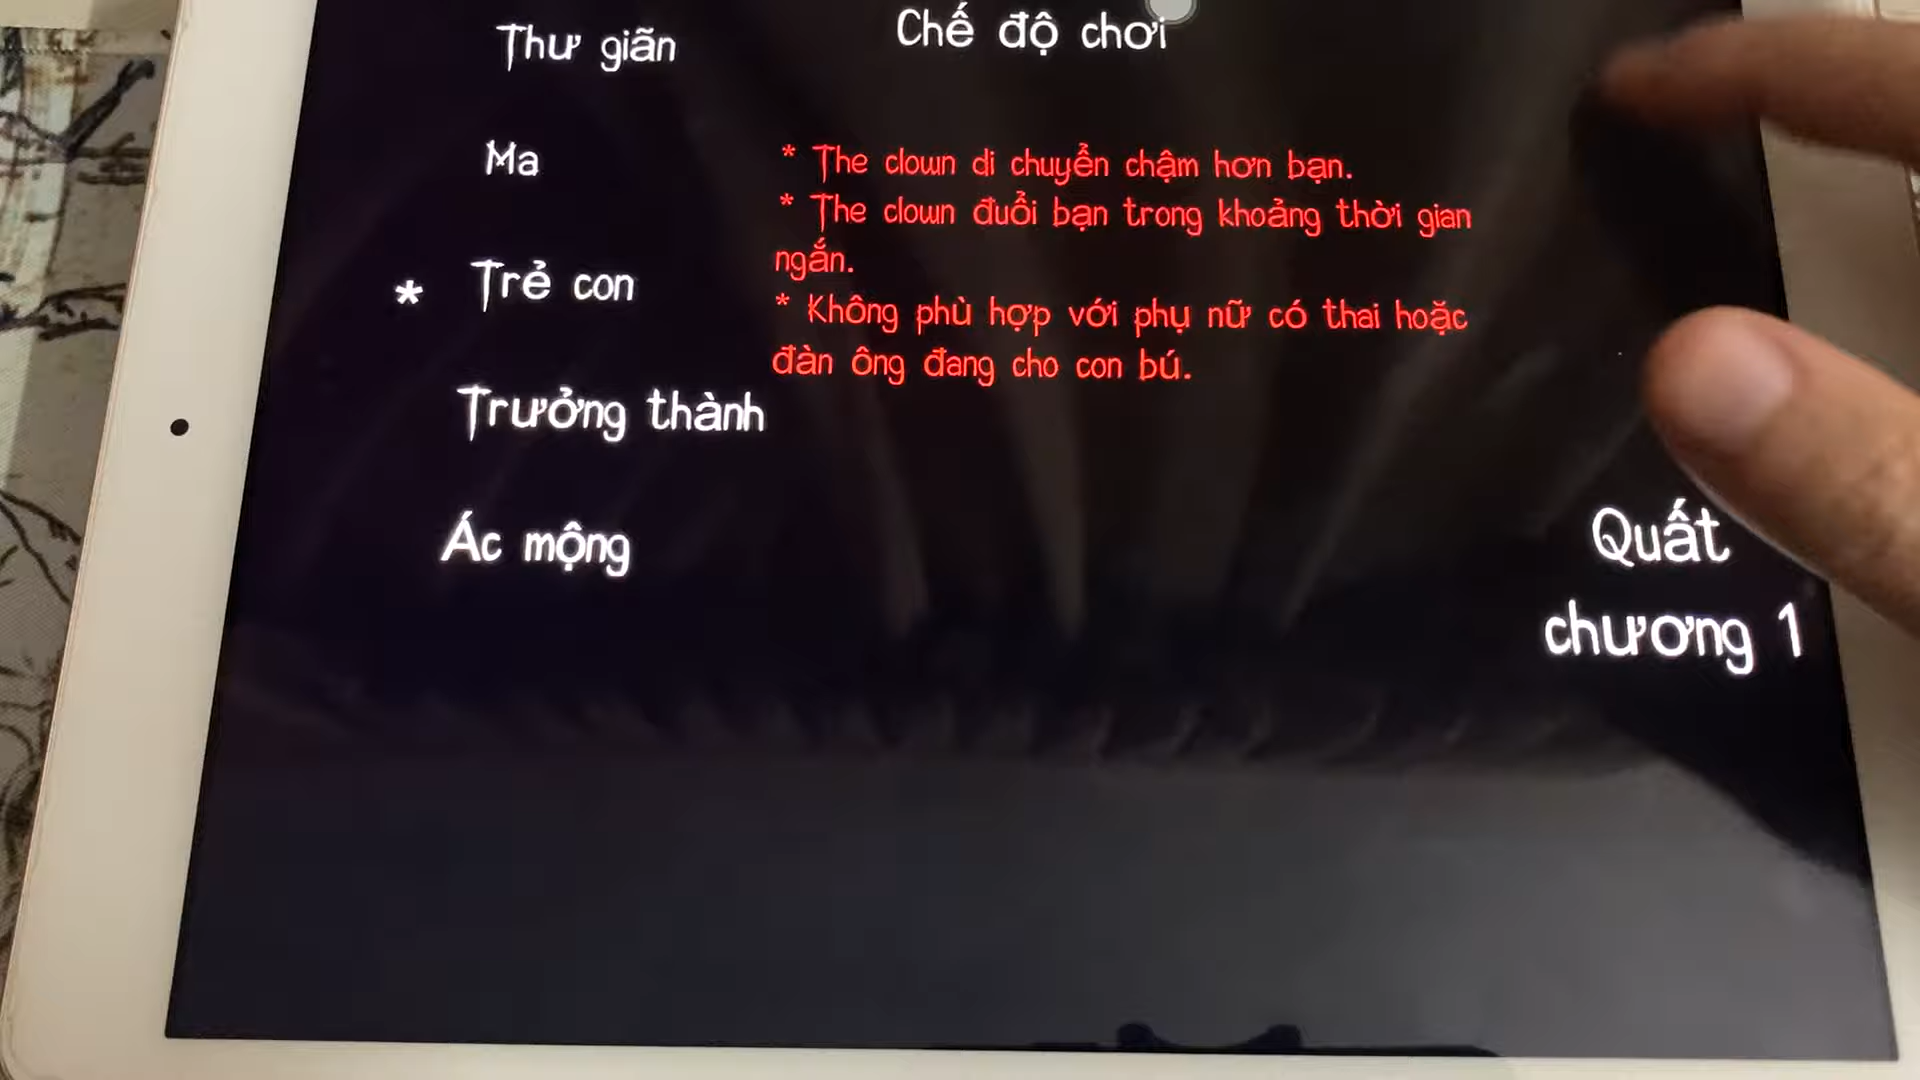 Chế độ chơi
Thư giãn
Ma
* Trẻ con
Trưởng thành
Ác mộng
* The clown di chuyển chậm hơn bạn.
* The clown đuổi bạn trong khoảng thời gian
ngắn.
* Không phù hợp với phụ nữ có thai hoặc
đàn ông đang cho con bú.
Quất
chương 1